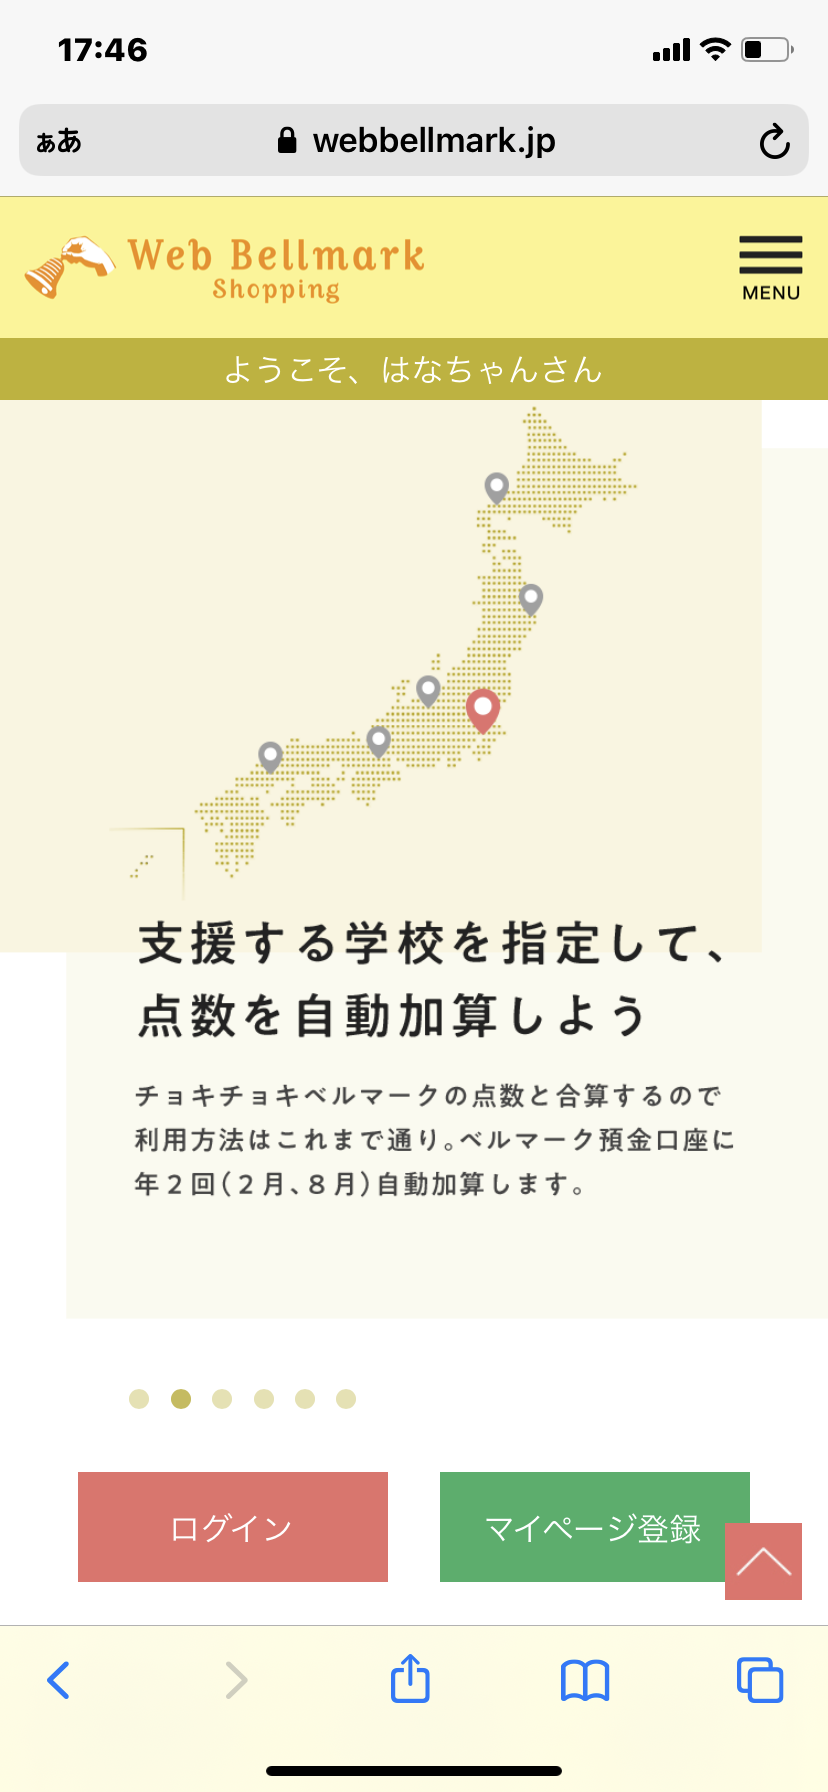 17:46
ぁあ
webbellmark.jp
Web Bellmark
Shopping
MENU
ようこそ、はなちゃんさん
支援する学校を指定して、
点数を自動加算しよう
チョキチョキベルマークの点数と合算するので
利用方法はこれまで通り。ベルマーク預金口座に
年2回(2月、8月)自動加算します。
ログイン
マイページ登録